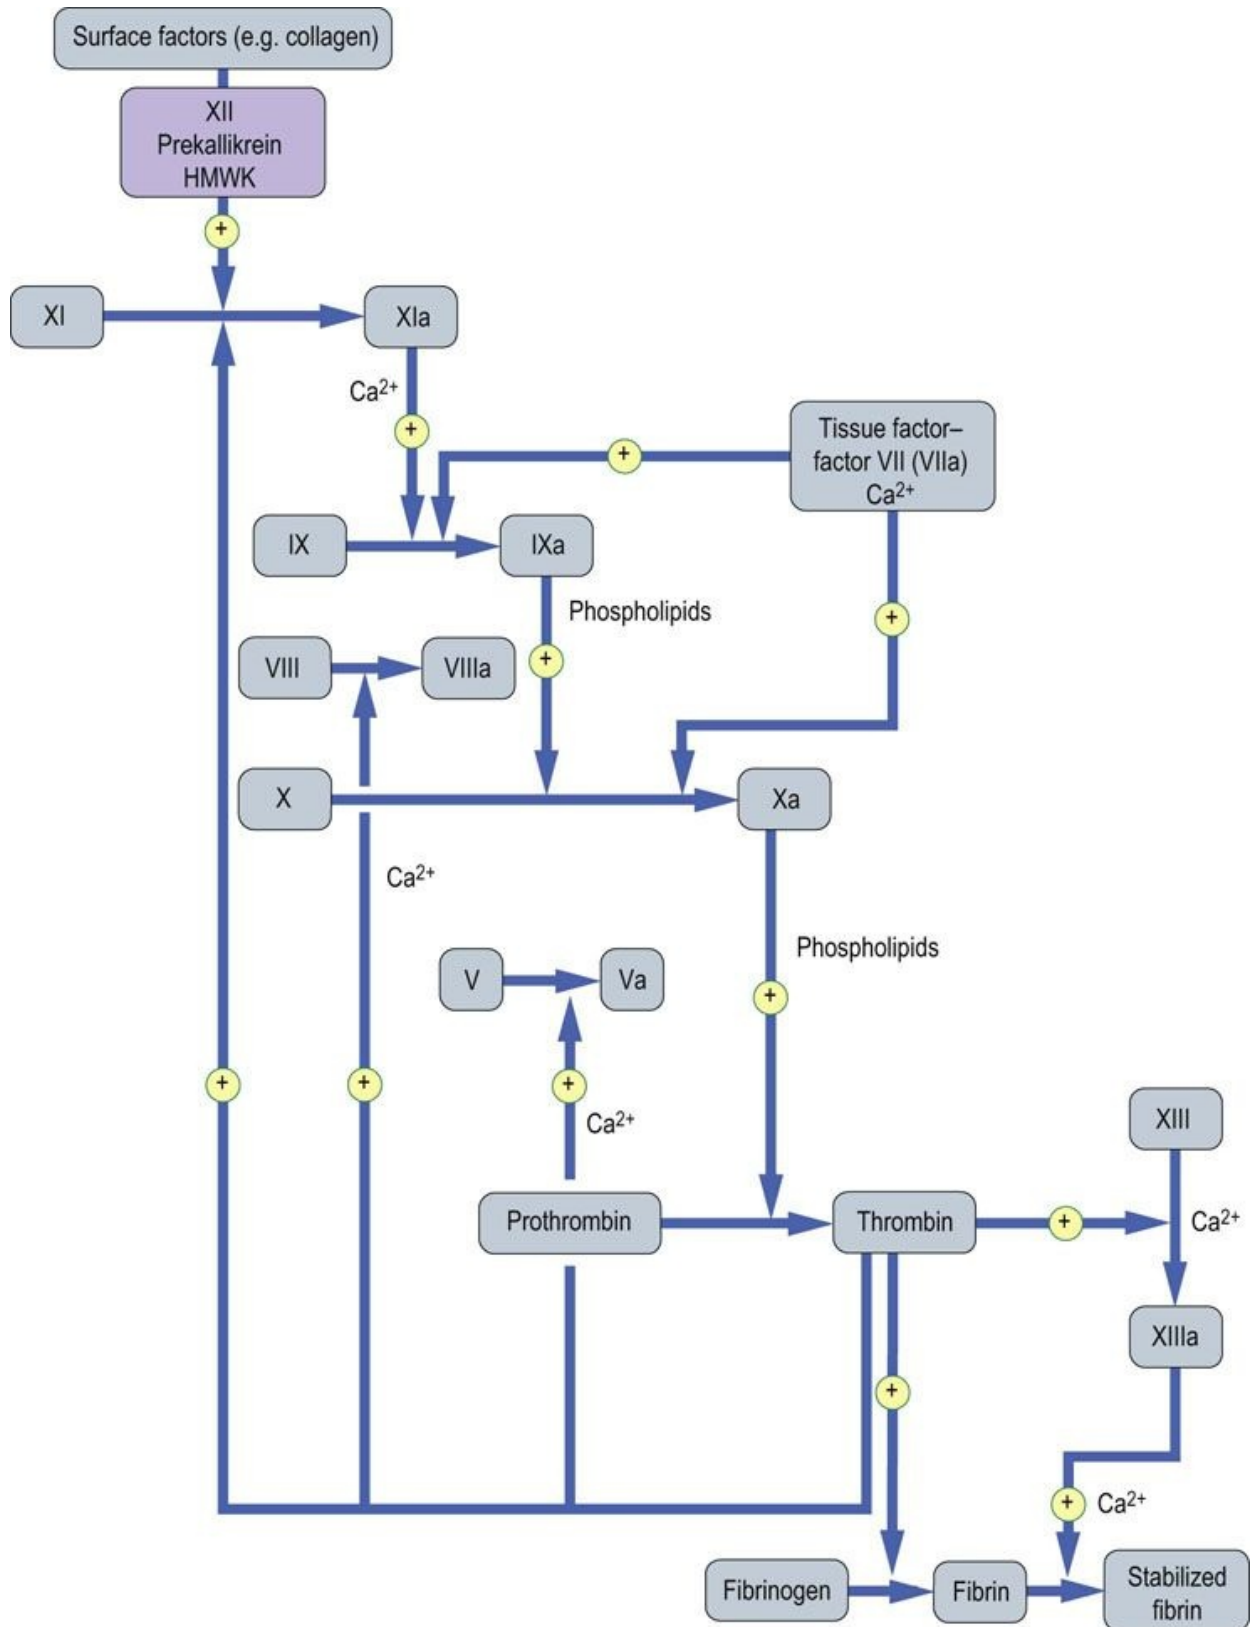 Surface factors (e.g. collagen)
XII
Prekallikrein
HMWK
+
XI
XIa
Ca²⁺
+
+
Tissue factor–
factor VII (VIIa)
Ca²⁺
IX
IXa
Phospholipids
+
+
VIII
VIIIa
X
Xa
Ca²⁺
Phospholipids
V
Va
+
+
+
+
Ca²⁺
XIII
Prothrombin
Thrombin
+
Ca²⁺
XIIIa
+
+
Ca²⁺
Fibrinogen
Fibrin
Stabilized
fibrin